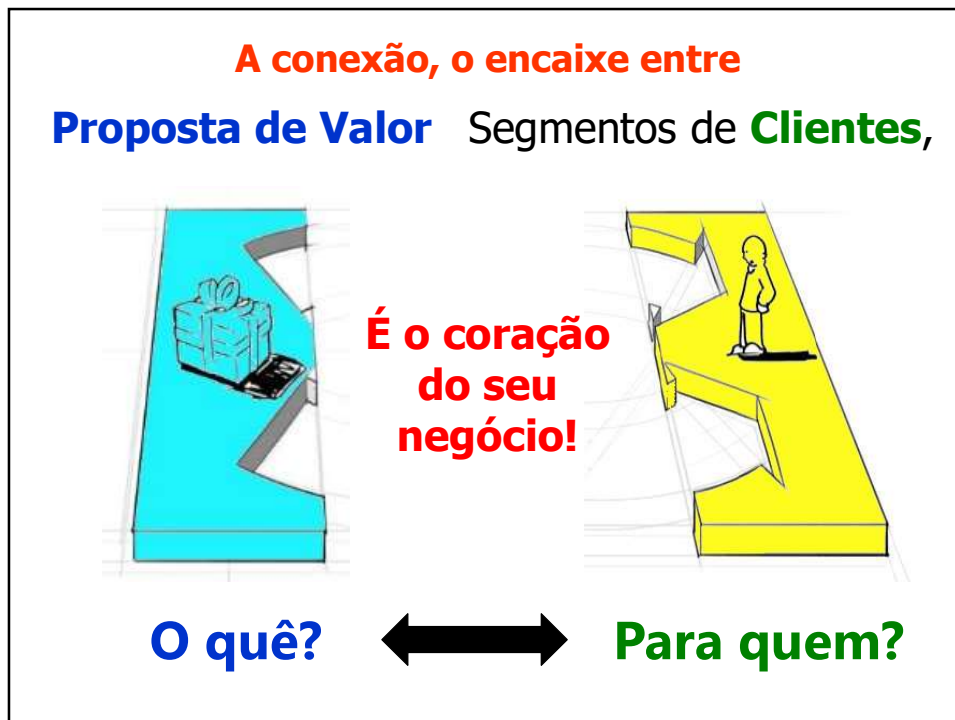 A conexão, o encaixe entre
Proposta de Valor Segmentos de Clientes,
É o coração
do seu
negócio!
O quê? Para quem?